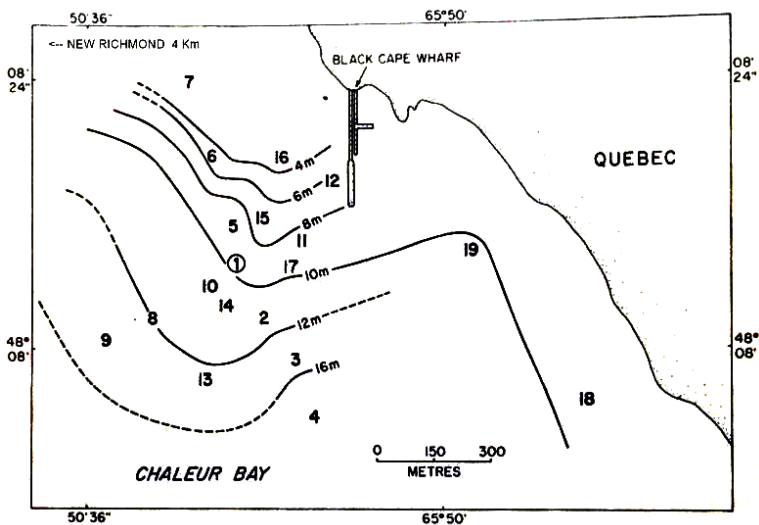 50' 36"
65° 50'
<-- NEW RICHMOND 4 Km
BLACK CAPE WHARF
08'
24"
08'
24"
7
QUEBEC
16
4m
6
12
6m
15
5
8m
11
1
17
10m
19
10
14
2
12m
8
9
48°
08'
48°
08'
3
16m
13
18
4
0 150 300
METRES
CHALEUR BAY
50' 36"
65° 50'